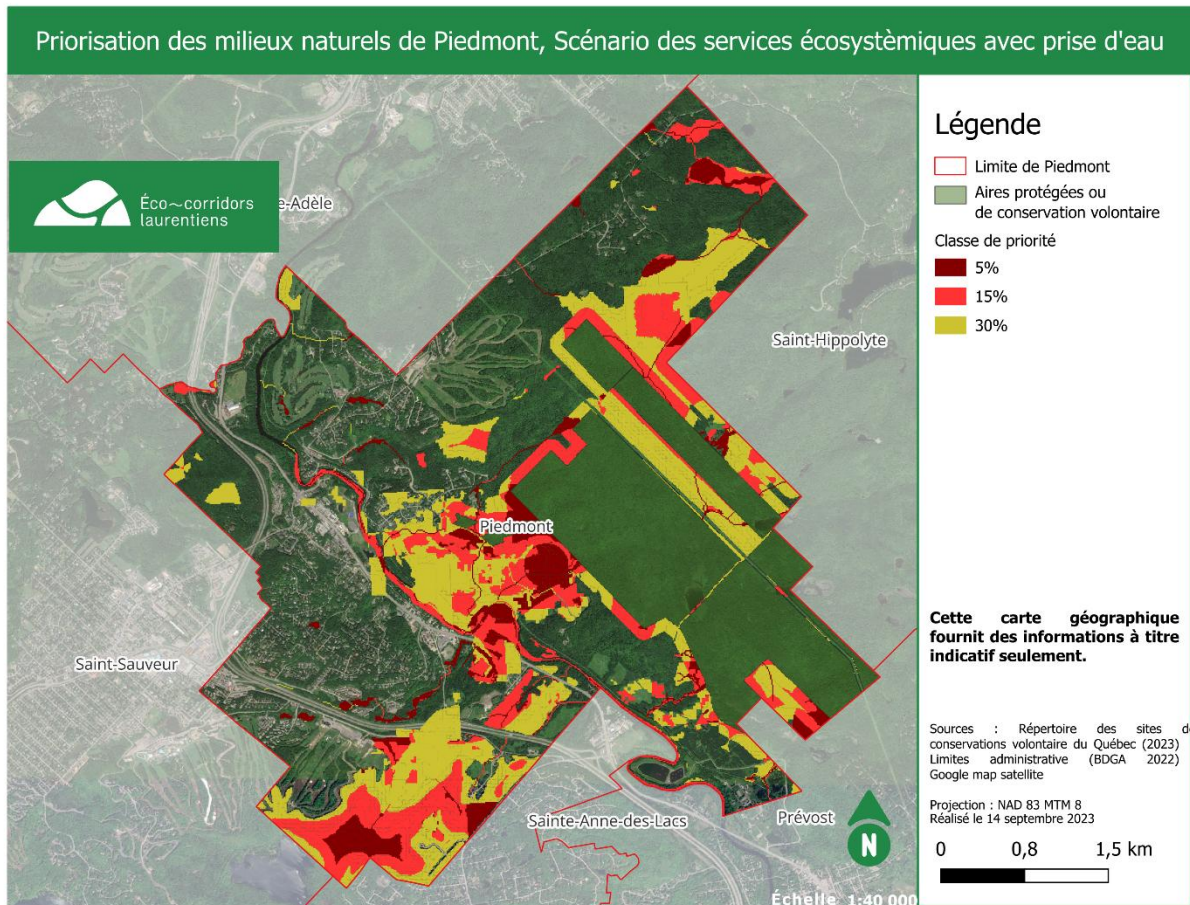 Priorisation des milieux naturels de Piedmont, Scénario des services écosystèmiques avec prise d'eau
Éco~corridors
laurentiens
e-Adèle
Saint-Hippolyte
Piedmont
Saint-Sauveur
Sainte-Anne-des-Lacs
Prévost
N
Échelle 1:40 000
Légende
Limite de Piedmont
Aires protégées ou
de conservation volontaire
Classe de priorité
5%
15%
30%
Cette carte géographique
fournit des informations à titre
indicatif seulement.
Sources : Répertoire des sites d
conservations volontaire du Québec (2023)
Limites administrative (BDGA 2022)
Google map satellite
Projection : NAD 83 MTM 8
Réalisé le 14 septembre 2023
0 0,8 1,5 km